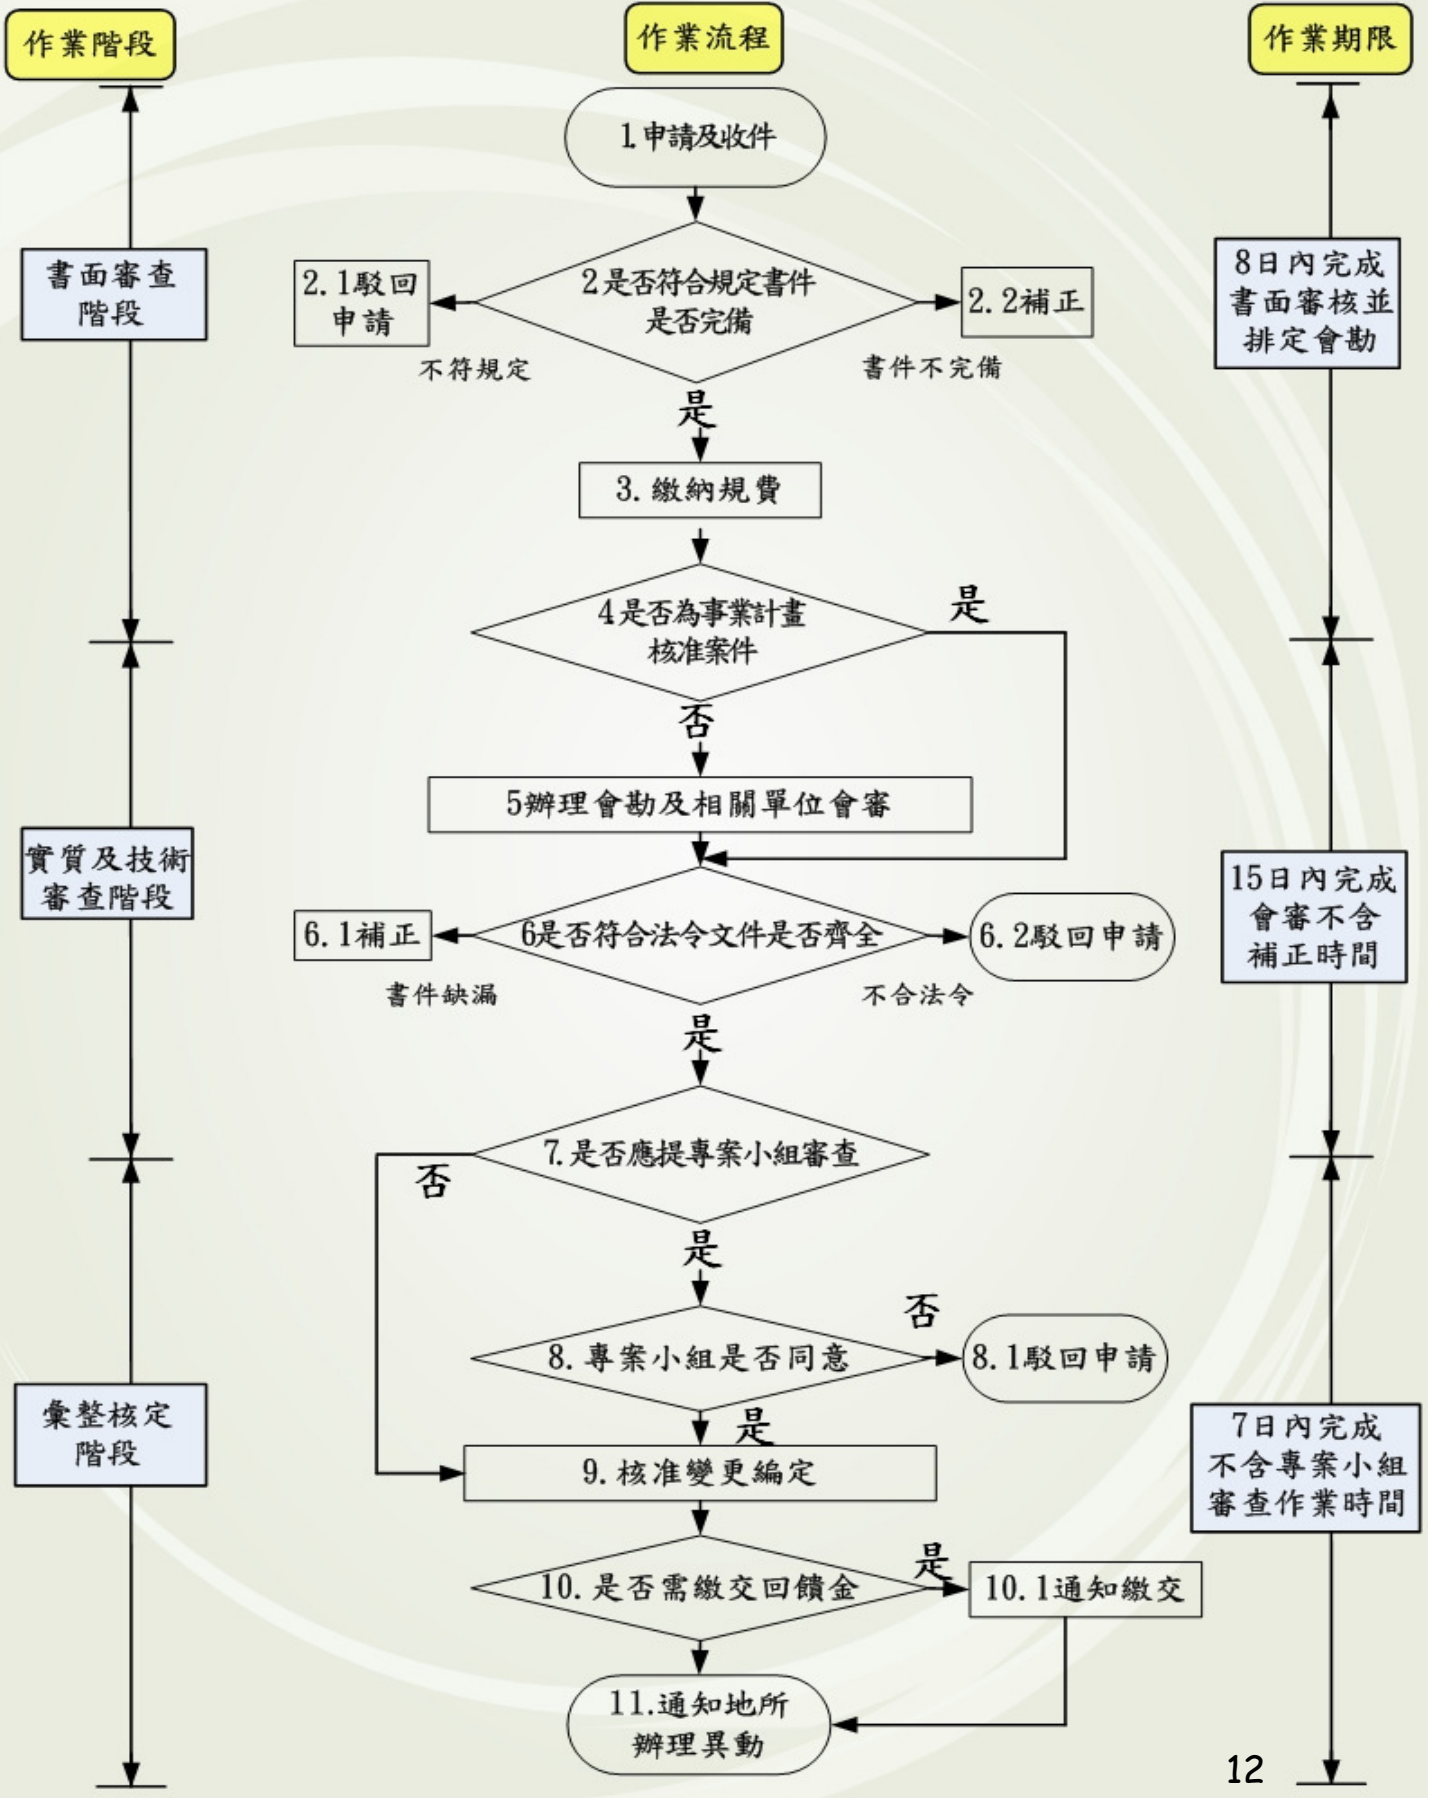 作業階段
作業流程
作業期限
1.申請及收件
書面審查
階段
2.1駁回
申請
2是否符合規定書件
是否完備
2.2補正
8日內完成
書面審核並
排定會勘
不符規定
書件不完備
是
3.繳納規費
4是否為事業計畫
核准案件
是
否
5辦理會勘及相關單位會審
實質及技術
審查階段
15日內完成
會審不含
補正時間
6.1補正
6是否符合法令文件是否齊全
6.2駁回申請
書件缺漏
不合法令
是
7.是否應提專案小組審查
否
是
8.專案小組是否同意
否
8.1駁回申請
是
彙整核定
階段
7日內完成
不含專案小組
審查作業時間
9.核准變更編定
10.是否需繳交回饋金
是
10.1通知繳交
11.通知地所
辦理異動
12